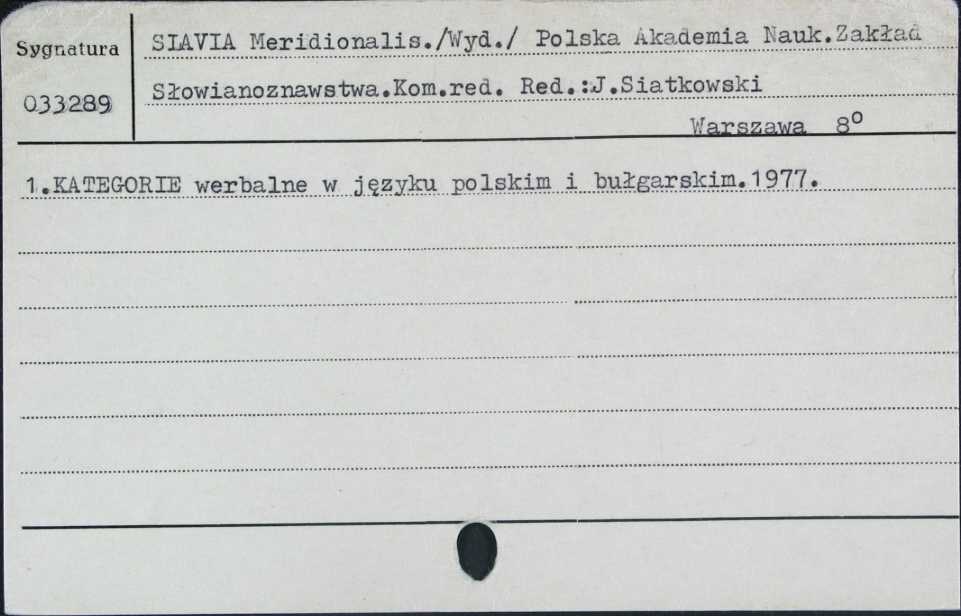 Sygnatura
SLAVIA Meridionalis./Wyd./ Polska Akademia Nauk.Zakład
033289
Słowianoznawstwa.Kom.red. Red.:J.Siatkowski
Warszawa 8°
1.KATEGORIE werbalne w języku polskim i bułgarskim.1977.